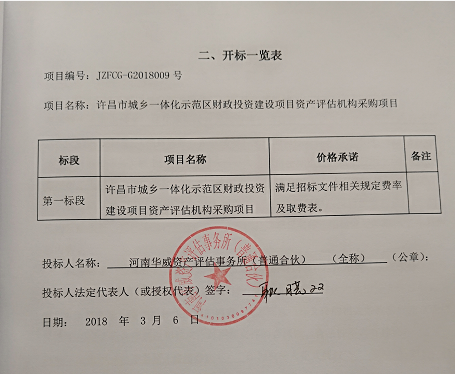 二、开标一览表
项目编号：JZFCG-G2018009 号
项目名称：许昌市城乡一体化示范区财政投资建设项目资产评估机构采购项目
标段 项目名称 价格承诺 备注
第一标段 许昌市城乡一体化示范区财政投资建设项目资产评估机构采购项目 满足招标文件相关规定费率及取费表。
投标人名称：河南华威资产评估事务所（普通合伙） （全称） （公章）：
投标人法定代表人（或授权代表）签字：
日期： 2018 年 3 月 6 日